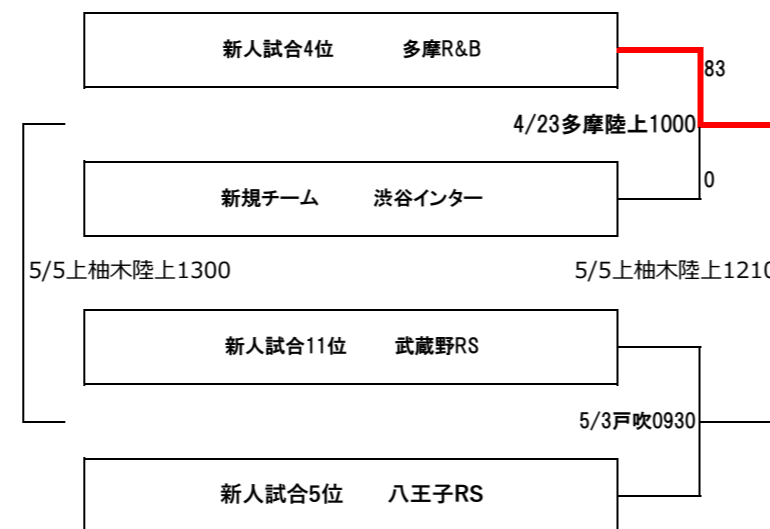 新人試合4位 多摩R&B
83
4/23多摩陸上1000
新規チーム 渋谷インター
0
5/5上柚木陸上1300
5/5上柚木陸上1210
新人試合11位 武蔵野RS
5/3戸吹0930
新人試合5位 八王子RS